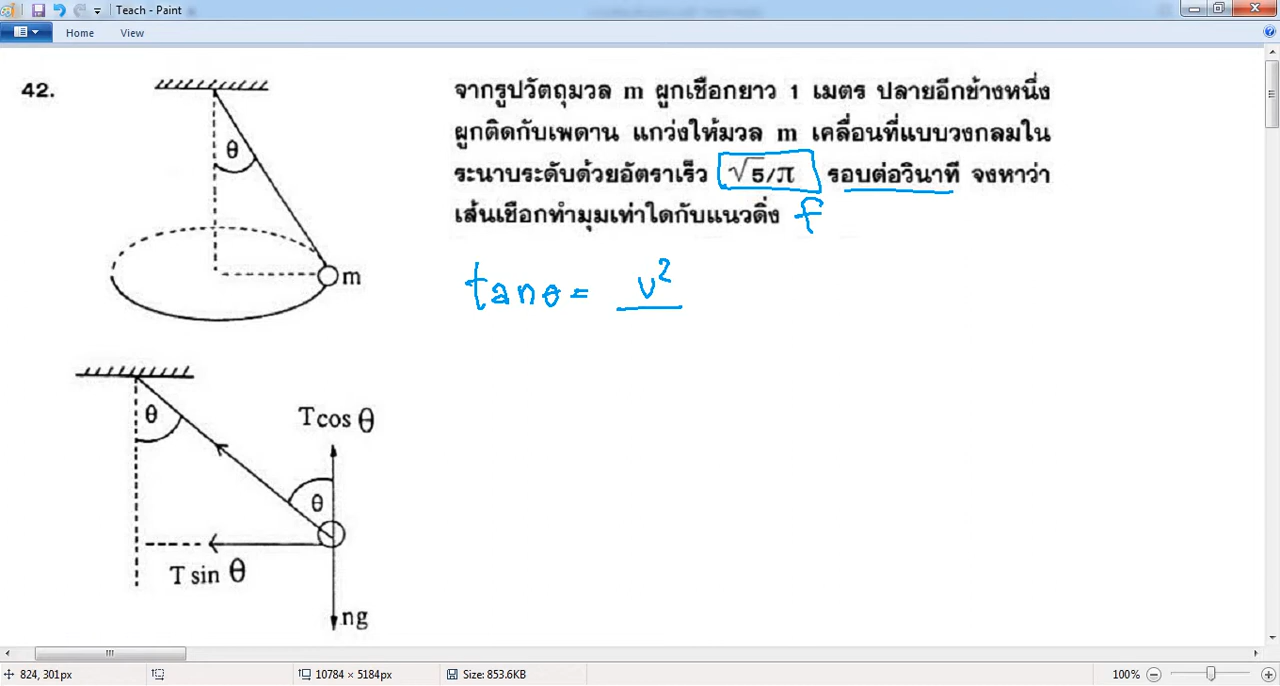 Teach - Paint
Home View
42.
จากรูปวัตถุมวล m ผูกเชือกยาว 1 เมตร ปลายอีกข้างหนึ่ง
ผูกติดกับเพดาน แกว่งให้มวล m เคลื่อนที่แบบวงกลมใน
ระนาบระดับด้วยอัตราเร็ว √5/π รอบต่อวินาที จงหาว่า
เส้นเชือกทำมุมเท่าใดกับแนวดิ่ง f
θ
m
tanθ = v²
θ
T cos θ
θ
T sin θ
ng
824, 301px
10784 × 5184px
Size: 853.6KB
100%